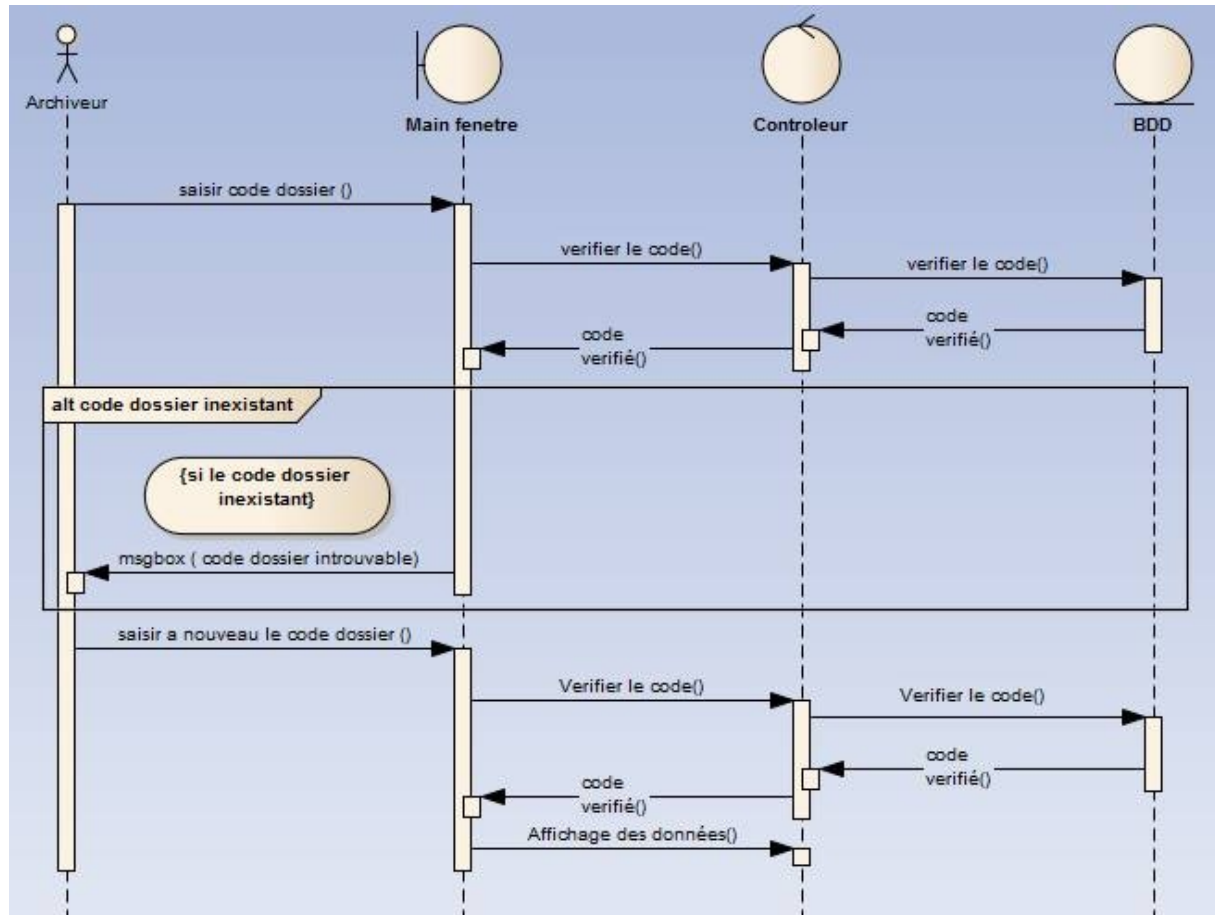 Archiveur
Main fenetre
Controleur
BDD
saisir code dossier ()
verifier le code()
verifier le code()
code
verifié()
code
verifié()
alt code dossier inexistant
{si le code dossier
inexistant}
msgbox ( code dossier introuvable)
saisir a nouveau le code dossier ()
Verifier le code()
Verifier le code()
code
verifié()
code
verifié()
Affichage des données()